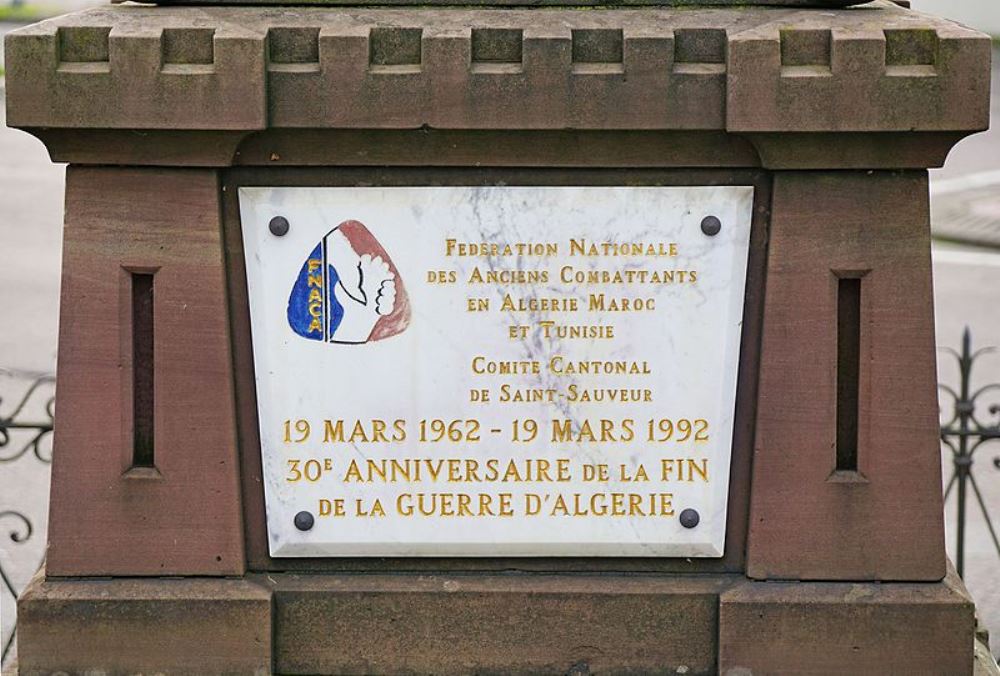 FNACA
FEDERATION NATIONALE
DES ANCIENS COMBATTANTS
EN ALGERIE MAROC
ET TUNISIE
COMITE CANTONAL
DE SAINT-SAUVEUR
19 MARS 1962 - 19 MARS 1992
30E ANNIVERSAIRE DE LA FIN
DE LA GUERRE D'ALGERIE